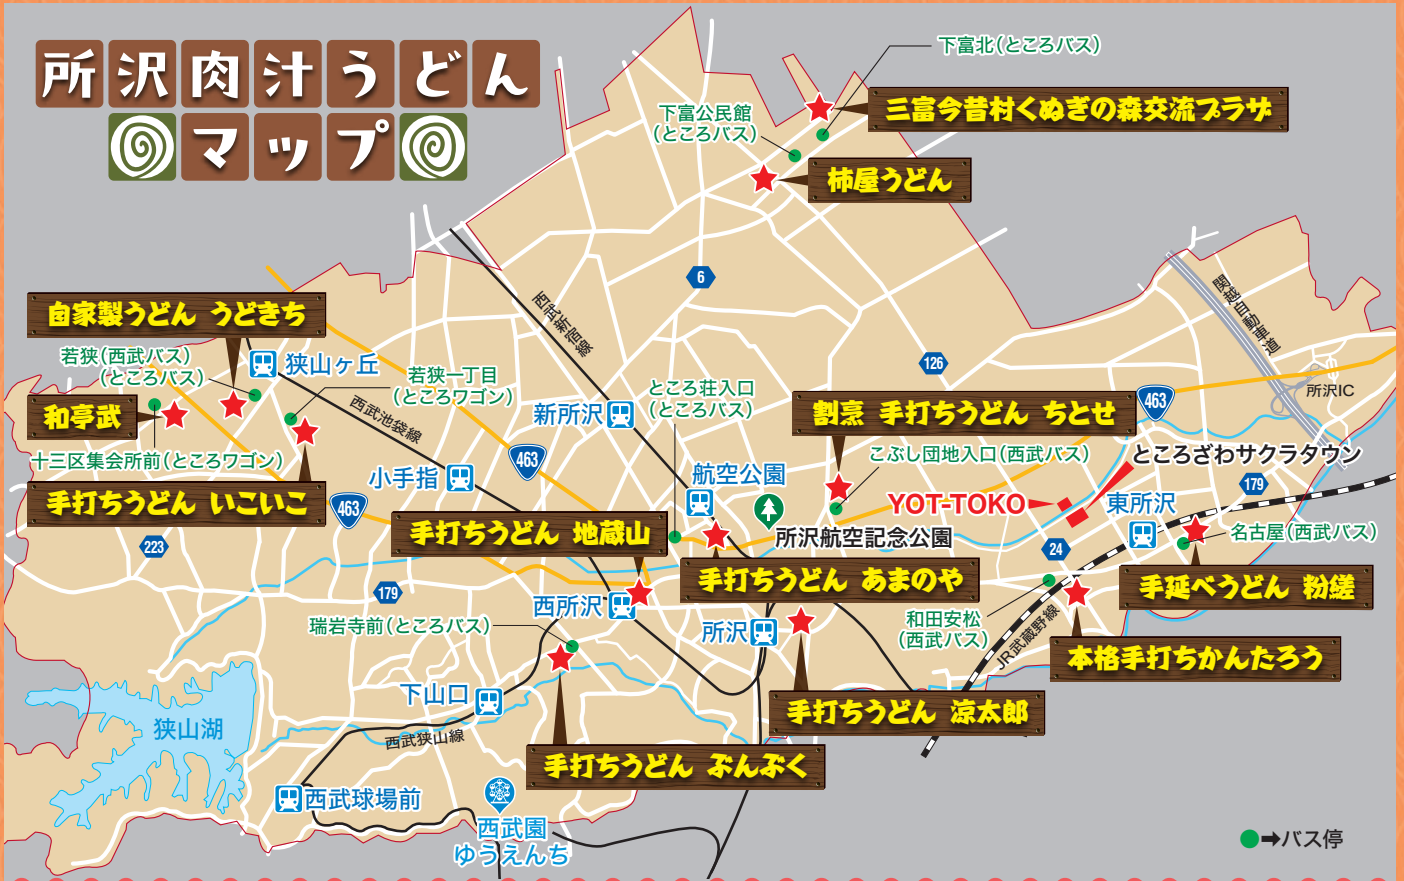 所沢肉汁うどん
マップ
下富北(ところバス)
下富公民館
(ところバス)
三富今昔村くぬぎの森交流プラザ
柿屋うどん
6
西武新宿線
関越自動車道
自家製うどん うどきち
若狭(西武バス)
(ところバス)
狭山ヶ丘
若狭一丁目
(ところワゴン)
和亭武
西武池袋線
十三区集会所前(ところワゴン)
手打ちうどん いこいこ
463
223
小手指
463
新所沢
ところ荘入口
(ところバス)
126
463
所沢IC
割烹 手打ちうどん ちとせ
こぶし団地入口(西武バス)
ところざわサクラタウン
航空公園
YOT-TOKO
東所沢
179
手打ちうどん 地蔵山
所沢航空記念公園
24
名古屋(西武バス)
手打ちうどん あまのや
手延べうどん 粉縒
179
西所沢
瑞岩寺前(ところバス)
所沢
和田安松
(西武バス)
JR武蔵野線
本格手打ちかんたろう
下山口
手打ちうどん 涼太郎
狭山湖
西武狭山線
手打ちうどん ぶんぶく
西武球場前
西武園
ゆうえんち
➡バス停